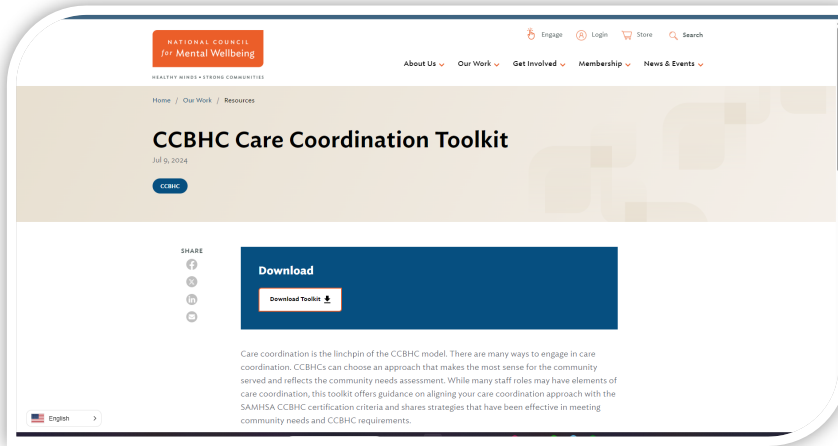 NATIONAL COUNCIL
for Mental Wellbeing
HEALTHY MINDS • STRONG COMMUNITIES
Engage
Login
Store
Search
About Us
Our Work
Get Involved
Membership
News & Events
Home / Our Work / Resources
CCBHC Care Coordination Toolkit
Jul 9, 2024
CCBHC
SHARE
Download
Download Toolkit
Care coordination is the linchpin of the CCBHC model. There are many ways to engage in care
coordination. CCBHCs can choose an approach that makes the most sense for the community
served and reflects the community needs assessment. While many staff roles may have elements of
care coordination, this toolkit offers guidance on aligning your care coordination approach with the
SAMHSA CCBHC certification criteria and shares strategies that have been effective in meeting
community needs and CCBHC requirements.
English